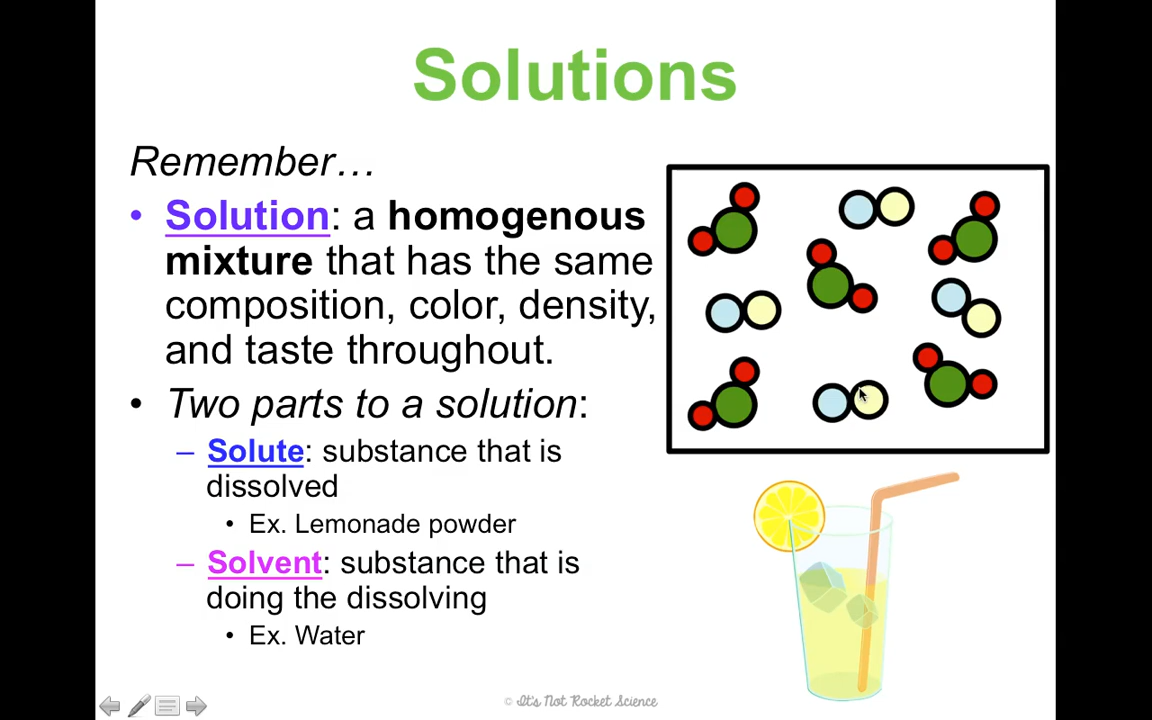 Solutions
Remember…
• Solution: a homogenous
mixture that has the same
composition, color, density,
and taste throughout.
• Two parts to a solution:
– Solute: substance that is
dissolved
• Ex. Lemonade powder
– Solvent: substance that is
doing the dissolving
• Ex. Water
© It's Not Rocket Science